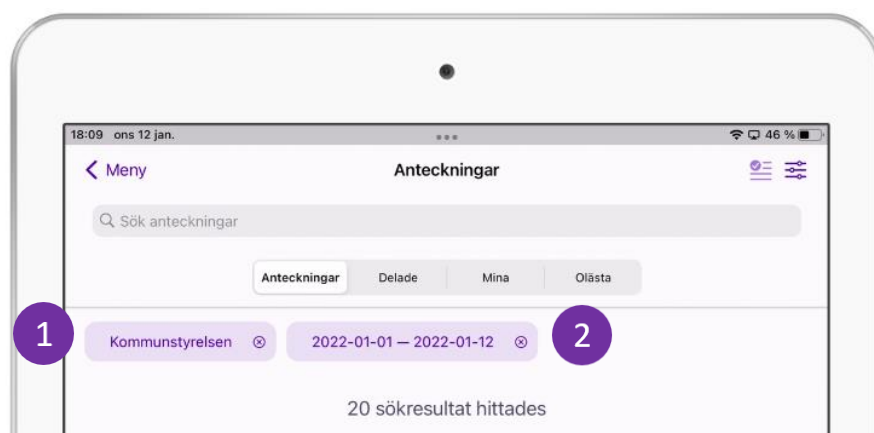 18:09 ons 12 jan. 46 %
Meny Anteckningar
Sök anteckningar
Anteckningar Delade Mina Olästa
1 Kommunstyrelsen 2022-01-01 — 2022-01-12 2
20 sökresultat hittades